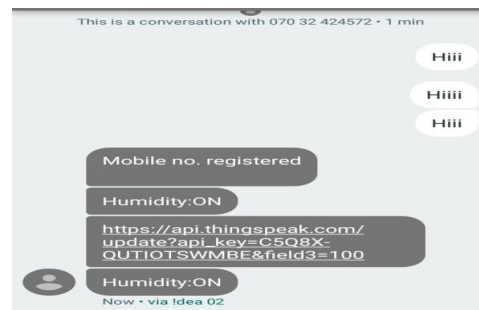 This is a conversation with 070 32 424572 • 1 min
Hiii
Hiiii
Hiii
Mobile no. registered
Humidity:ON
https://api.thingspeak.com/
update?api_key=C5Q8X-
QUTIOTSWMBE&field3=100
Humidity:ON
Now • via !dea 02